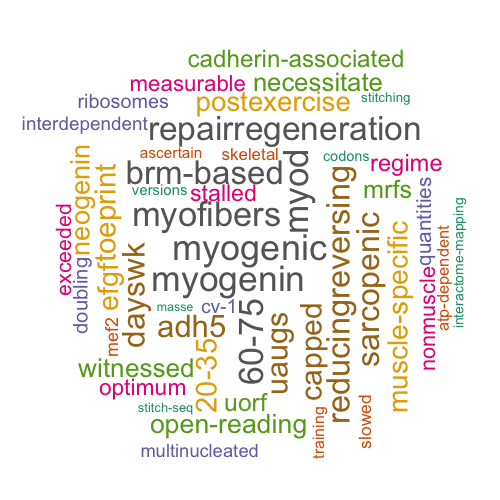 cadherin-associated
measurable
necessitate
ribosomes
postexercise
stitching
interdependent
repairregeneration
ascertain
skeletal
codons
regime
brm-based
versions
stalled
mrfs
myod
myofibers
neogenin
efgftoeprint
exceeded
doubling
dayswk
mef2
myogenic
myogenin
masse
cv-1
adh5
60-75
20-35
uaugs
capped
reducingreversing
sarcopenic
muscle-specific
quantities
nonmuscle
atp-dependent
interactome-mapping
witnessed
optimum
stitch-seq
uorf
open-reading
training
slowed
multinucleated